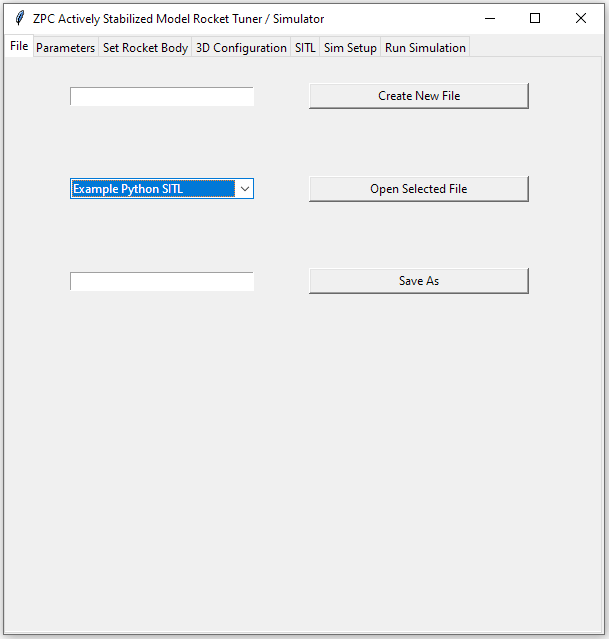 ZPC Actively Stabilized Model Rocket Tuner / Simulator
File Parameters Set Rocket Body 3D Configuration SITL Sim Setup Run Simulation
Create New File
Example Python SITL Open Selected File
Save As